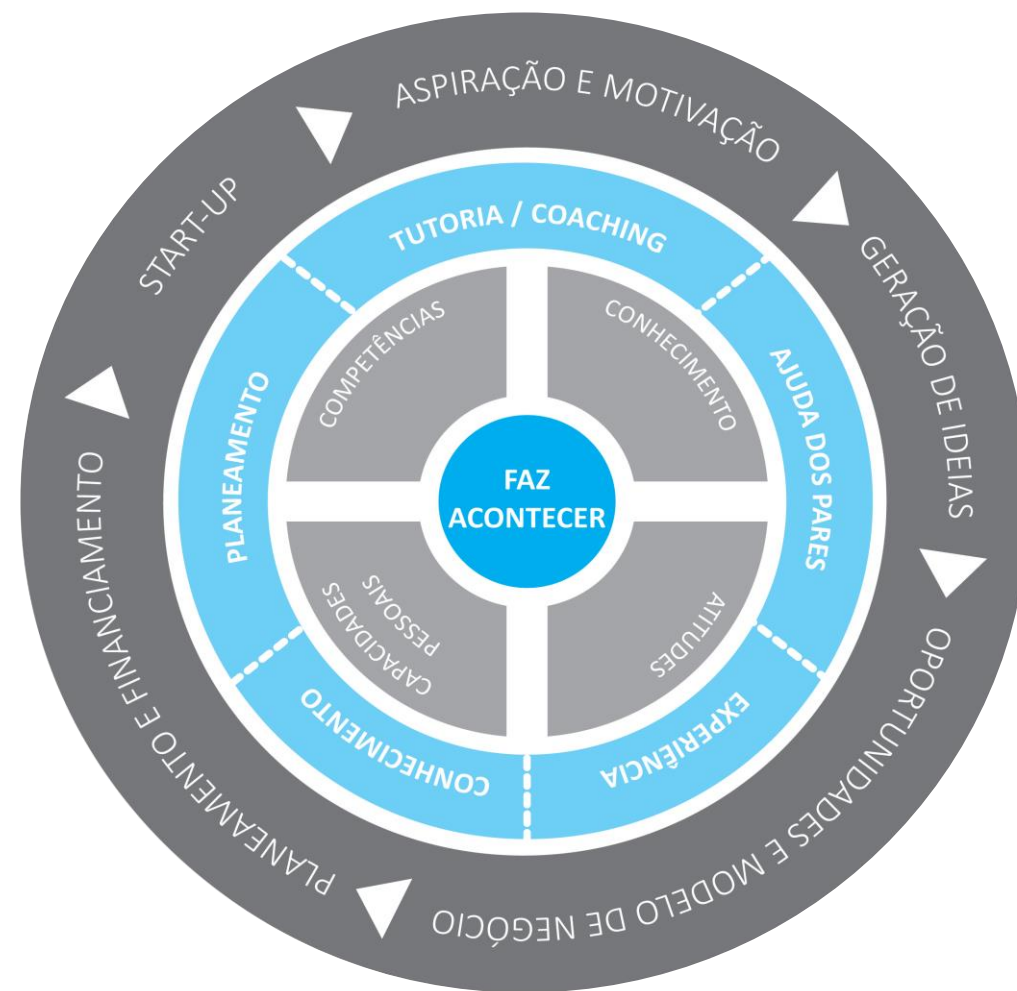 ASPIRAÇÃO E MOTIVAÇÃO
GERAÇÃO DE IDEIAS
OPORTUNIDADES E MODELO DE NEGÓCIO
PLANEAMENTO E FINANCIAMENTO
START-UP
TUTORIA / COACHING
AJUDA DOS PARES
EXPERIÊNCIA
CONHECIMENTO
PLANEAMENTO
COMPETÊNCIAS
CONHECIMENTO
ATITUDES
CAPACIDADES
PESSOAIS
FAZ
ACONTECER